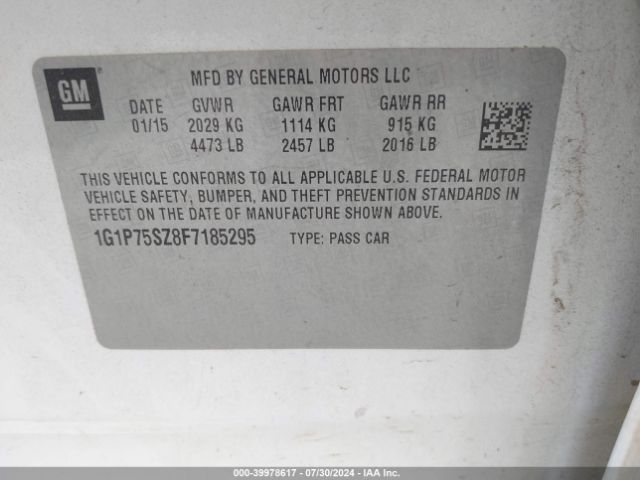 GM
MFD BY GENERAL MOTORS LLC
DATE GVWR GAWR FRT GAWR RR
01/15 2029 KG 1114 KG 915 KG
4473 LB 2457 LB 2016 LB
THIS VEHICLE CONFORMS TO ALL APPLICABLE U.S. FEDERAL MOTOR
VEHICLE SAFETY, BUMPER, AND THEFT PREVENTION STANDARDS IN
EFFECT ON THE DATE OF MANUFACTURE SHOWN ABOVE.
1G1P75SZ8F7185295 TYPE: PASS CAR
000-39978617 - 07/30/2024 - IAA Inc.